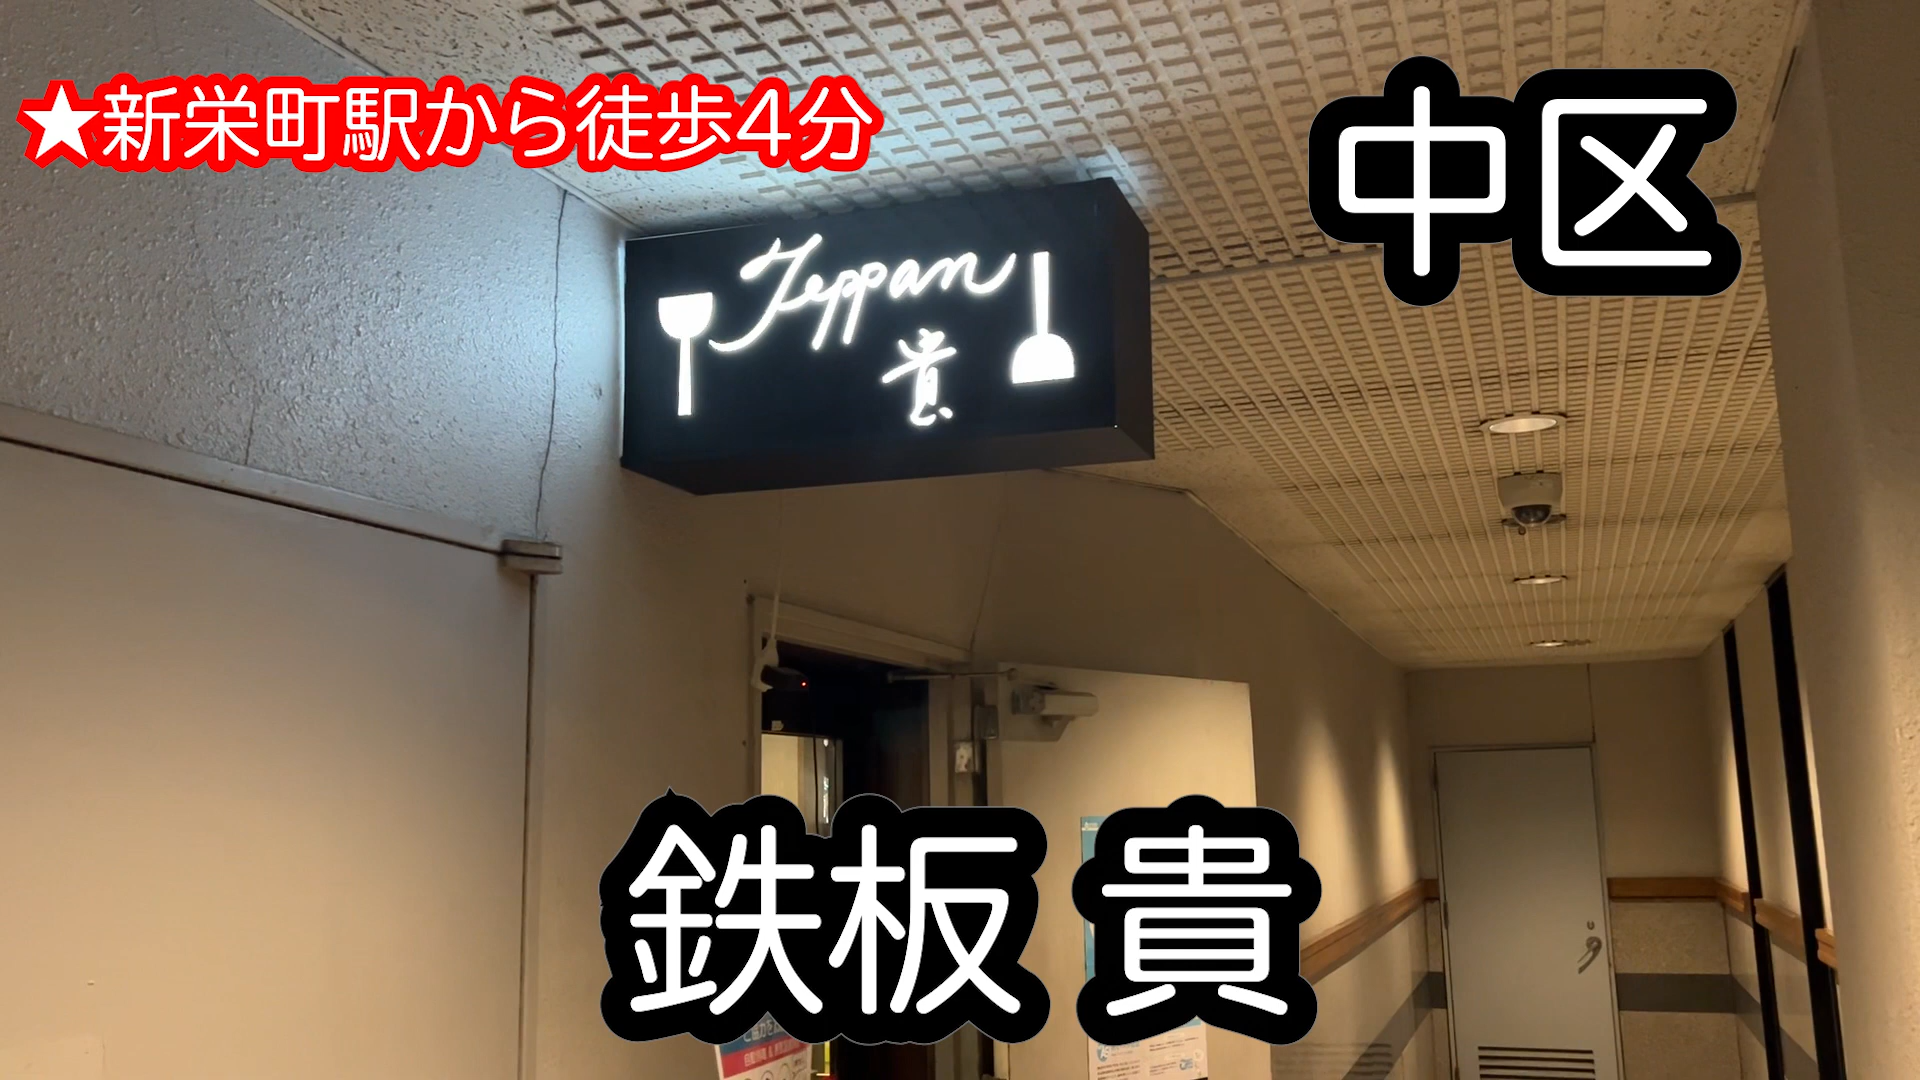 ★新栄町駅から徒歩4分
中区
Teppan
貴
鉄板 貴